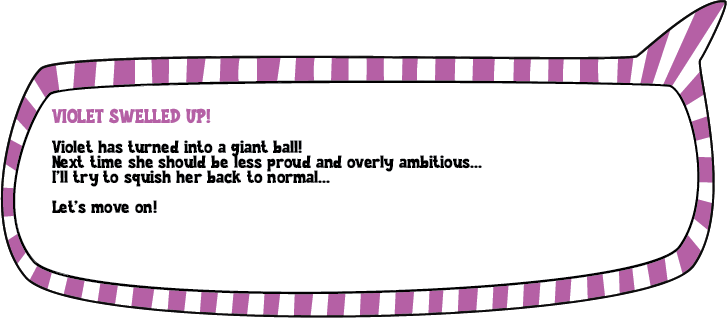 VIOLET SWELLED UP!
Violet has turned into a giant ball!
Next time she should be less proud and overly ambitious...
I'll try to squish her back to normal...
Let's move on!